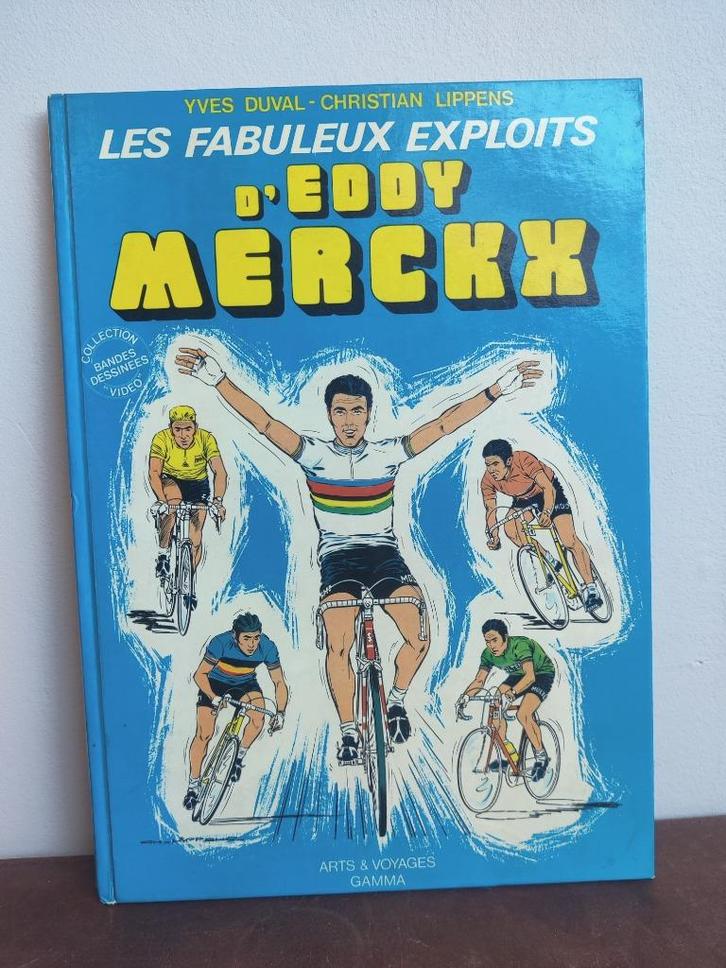 YVES DUVAL - CHRISTIAN LIPPENS
LES FABULEUX EXPLOITS
D'EDDY
MERCKX
COLLECTION
BANDES
DESSINEES
"VIDEO"
ARTS & VOYAGES
GAMMA